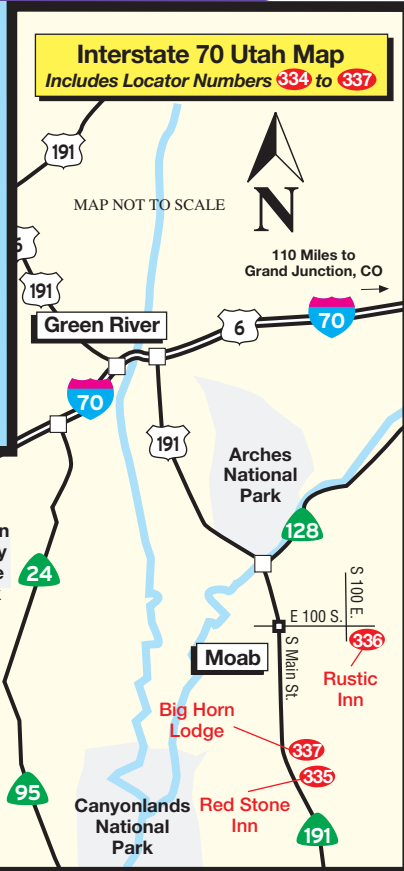 Interstate 70 Utah Map
Includes Locator Numbers 334 to 337
191
MAP NOT TO SCALE
N
110 Miles to
Grand Junction, CO
6
191
70
6
Green River
70
191
Arches
National
Park
128
24
S 100 E.
E 100 S.
336
S Main St.
Moab
Rustic
Inn
Big Horn
Lodge
337
335
95
Canyonlands
National
Park
Red Stone
Inn
191